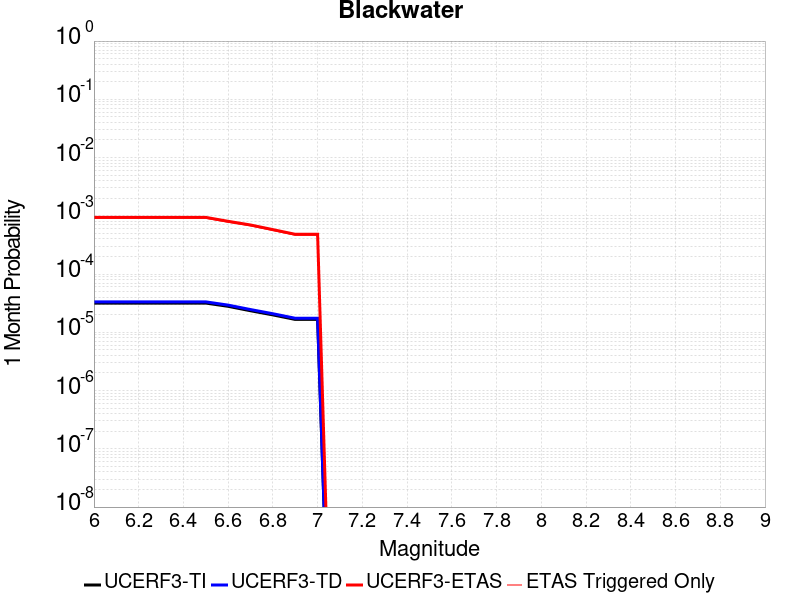 Blackwater
10^0
10^-1
10^-2
10^-3
10^-4
10^-5
10^-6
10^-7
10^-8
1 Month Probability
6 6.2 6.4 6.6 6.8 7 7.2 7.4 7.6 7.8 8 8.2 8.4 8.6 8.8 9
Magnitude
UCERF3-TI UCERF3-TD UCERF3-ETAS ETAS Triggered Only